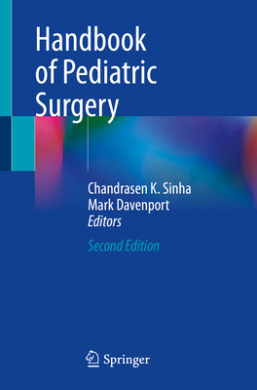 Handbook
of Pediatric
Surgery
Chandrasen K. Sinha
Mark Davenport
Editors
Second Edition
Springer